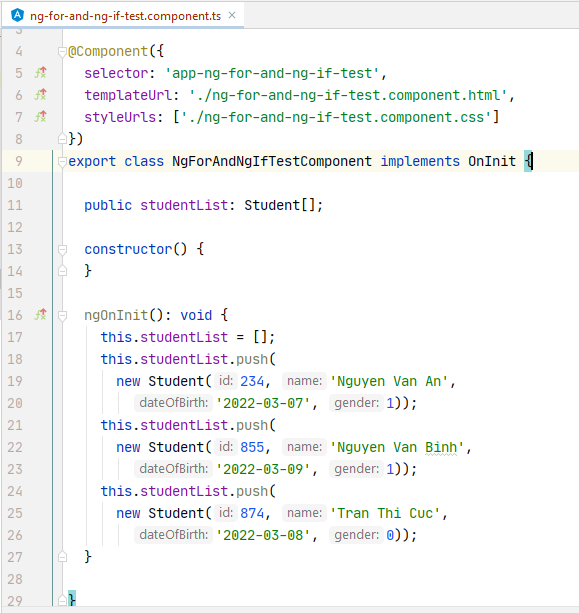 ng-for-and-ng-if-test.component.ts
3
4 @Component({
5   selector: 'app-ng-for-and-ng-if-test',
6   templateUrl: './ng-for-and-ng-if-test.component.html',
7   styleUrls: ['./ng-for-and-ng-if-test.component.css']
8 })
9 export class NgForAndNgIfTestComponent implements OnInit {
10
11   public studentList: Student[];
12
13   constructor() {
14   }
15
16   ngOnInit(): void {
17     this.studentList = [];
18     this.studentList.push(
19       new Student( id: 234, name: 'Nguyen Van An',
20         dateOfBirth: '2022-03-07', gender: 1));
21     this.studentList.push(
22       new Student( id: 855, name: 'Nguyen Van Binh',
23         dateOfBirth: '2022-03-09', gender: 1));
24     this.studentList.push(
25       new Student( id: 874, name: 'Tran Thi Cuc',
26         dateOfBirth: '2022-03-08', gender: 0));
27   }
28
29 }